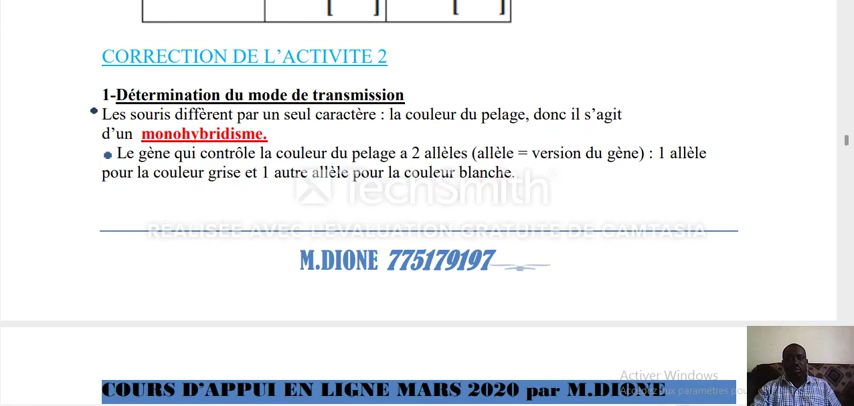 CORRECTION DE L'ACTIVITE 2
1-Détermination du mode de transmission
Les souris diffèrent par un seul caractère : la couleur du pelage, donc il s'agit
d'un monohybridisme.
Le gène qui contrôle la couleur du pelage a 2 allèles (allèle = version du gène) : 1 allèle
pour la couleur grise et 1 autre allèle pour la couleur blanche.
TechSmith
RÉALISÉE AVEC L'ÉVALUATION GRATUITE DE CAMTASIA
M.DIONE 775179197
Activer Windows
COURS D'APPUI EN LIGNE MARS 2020 par M.DIONE